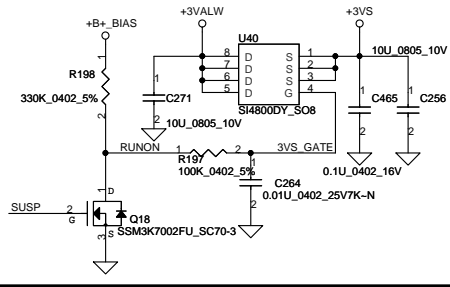 +B+_BIAS
+3VALW
+3VS
U40
8 D S 1
7 D S 2
6 D S 3
5 D G 4
SI4800DY_SO8
10U_0805_10V
1
R198
330K_0402_5%
2
1
C271
2
10U_0805_10V
1
C465
2
1
C256
2
0.1U_0402_16V
RUNON
1
R197
2
100K_0402_5%
3VS_GATE
1
C264
2
0.01U_0402_25V7K~N
SUSP
2
G
1
D
3
S
Q18
SSM3K7002FU_SC70-3